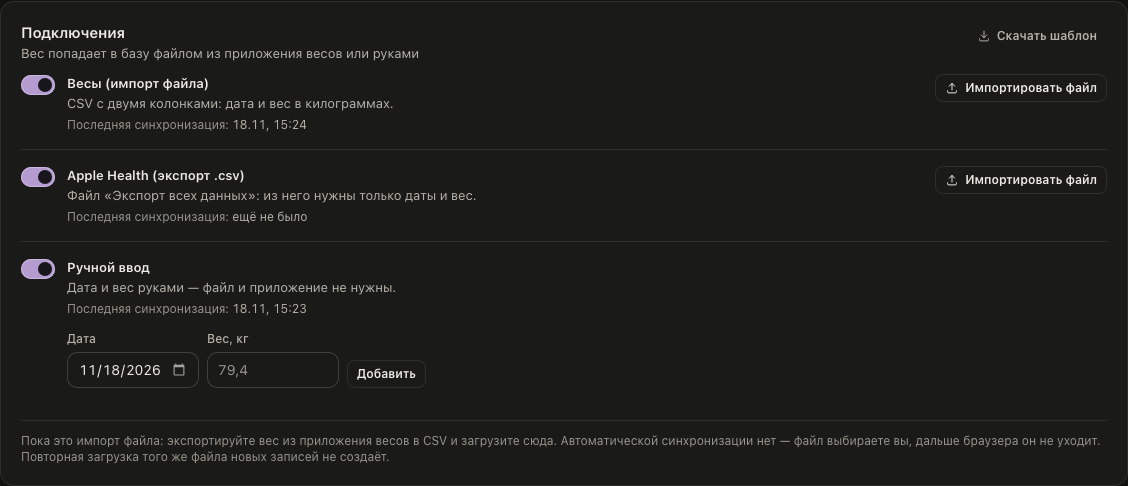 Подключения
Скачать шаблон
Вес попадает в базу файлом из приложения весов или руками
Весы (импорт файла)
Импортировать файл
CSV с двумя колонками: дата и вес в килограммах.
Последняя синхронизация: 18.11, 15:24
Apple Health (экспорт .csv)
Импортировать файл
Файл «Экспорт всех данных»: из него нужны только даты и вес.
Последняя синхронизация: ещё не было
Ручной ввод
Дата и вес руками — файл и приложение не нужны.
Последняя синхронизация: 18.11, 15:23
Дата Вес, кг
11/18/2026 79,4 Добавить
Пока это импорт файла: экспортируйте вес из приложения весов в CSV и загрузите сюда. Автоматической синхронизации нет — файл выбираете вы, дальше браузера он не уходит.
Повторная загрузка того же файла новых записей не создаёт.